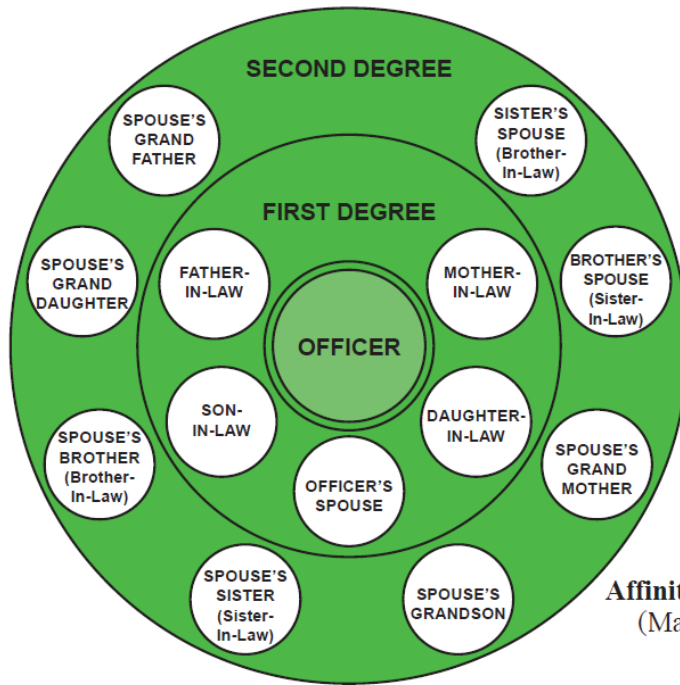 SECOND DEGREE
SPOUSE'S
GRAND
FATHER
SISTER'S
SPOUSE
(Brother-
In-Law)
FIRST DEGREE
SPOUSE'S
GRAND
DAUGHTER
FATHER-
IN-LAW
MOTHER-
IN-LAW
BROTHER'S
SPOUSE
(Sister-
In-Law)
OFFICER
SON-
IN-LAW
DAUGHTER-
IN-LAW
SPOUSE'S
BROTHER
(Brother-
In-Law)
OFFICER'S
SPOUSE
SPOUSE'S
GRAND
MOTHER
SPOUSE'S
SISTER
(Sister-
In-Law)
SPOUSE'S
GRANDSON
Affinit
(Ma